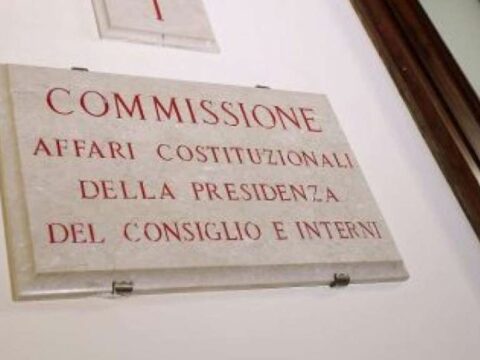 I
COMMISSIONE
AFFARI COSTITUZIONALI
DELLA PRESIDENZA
DEL CONSIGLIO E INTERNI